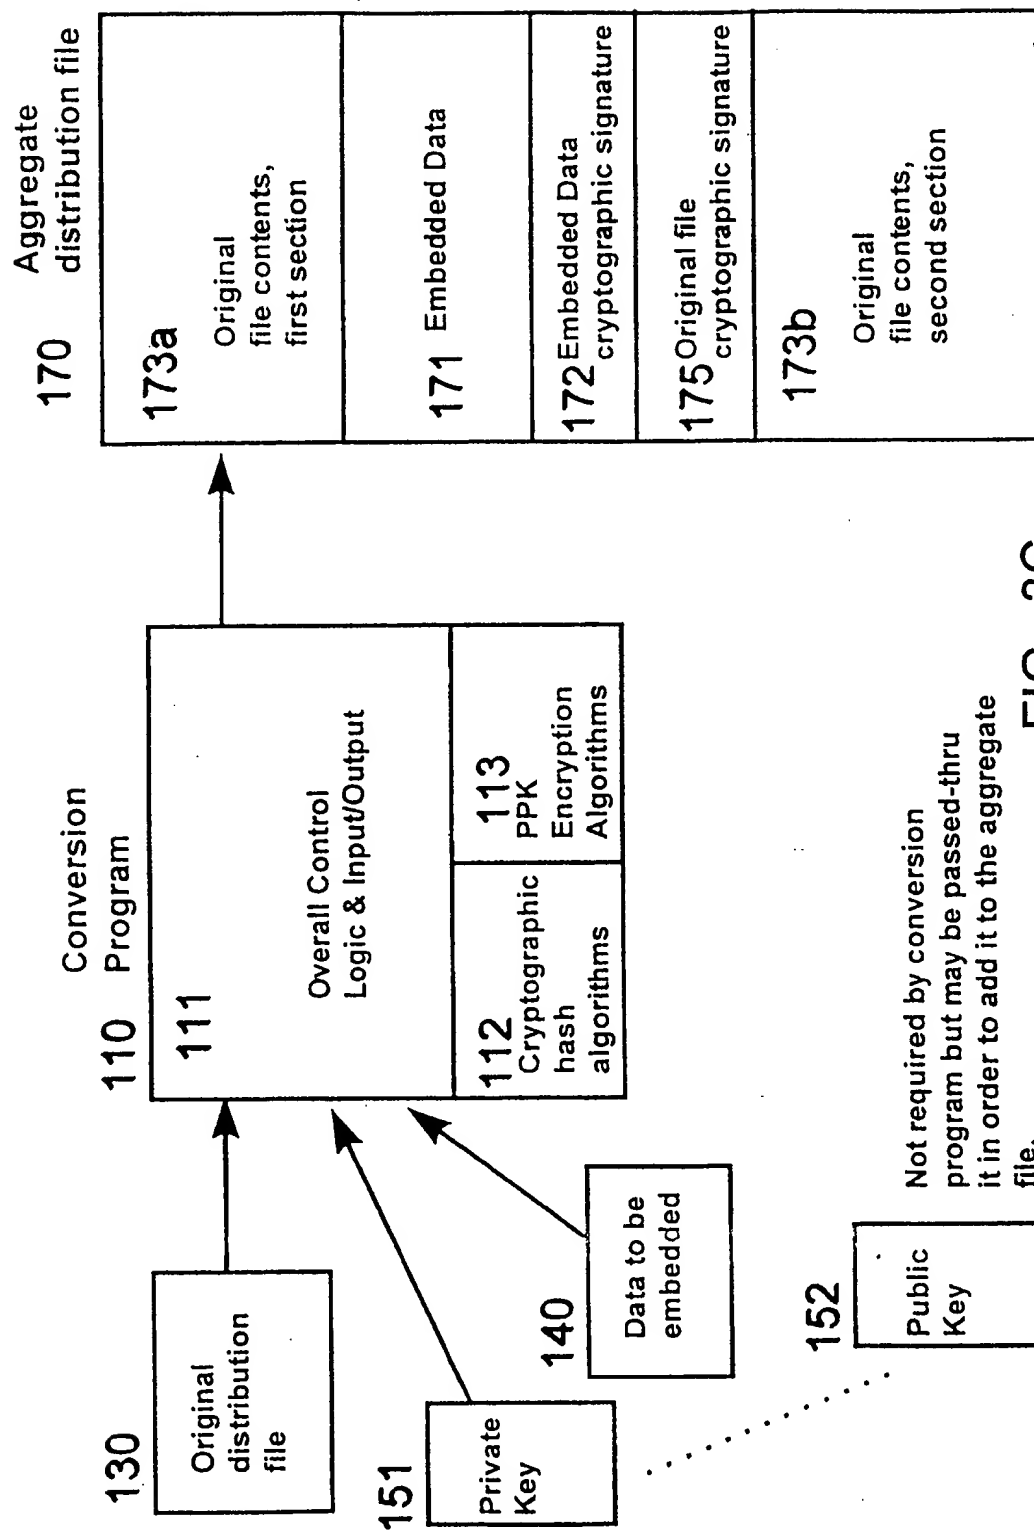 130
Original
distribution
file
151
Private
Key
140
Data to be
embedded
152
Public
Key
Not required by conversion
program but may be passed-thru
it in order to add it to the aggregate
file.
Conversion
110 Program
111
Overall Control
Logic & Input/Output
112
Cryptographic
hash
algorithms
113
PPK
Encryption
Algorithms
Aggregate
170 distribution file
173a
Original
file contents,
first section
171 Embedded Data
172 Embedded Data
cryptographic signature
175 Original file
cryptographic signature
173b
Original
file contents,
second section
FIG.